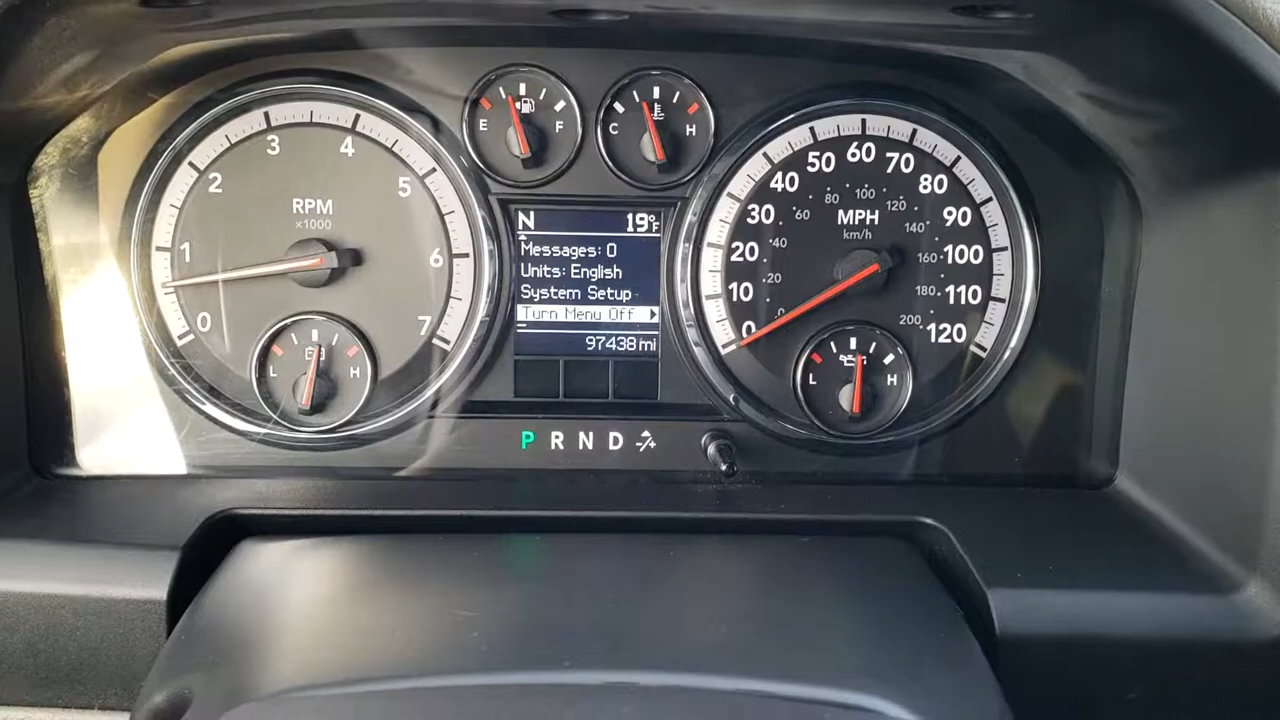 0 1 2 3 4 5 6 7
RPM
x1000
L H
E F
C H
N 19°F
Messages: 0
Units: English
System Setup
Turn Menu Off
97438 mi
P R N D -/+
0 10 20 30 40 50 60 70 80 90 100 110 120
MPH
km/h
0 20 40 60 80 100 120 140 160 180 200
L H